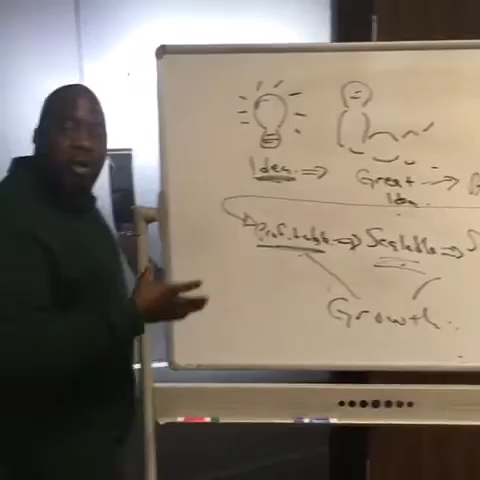 Idea ⇒ Great →
Idea
Profitable ⇒ Scalable ⇒ S
Growth